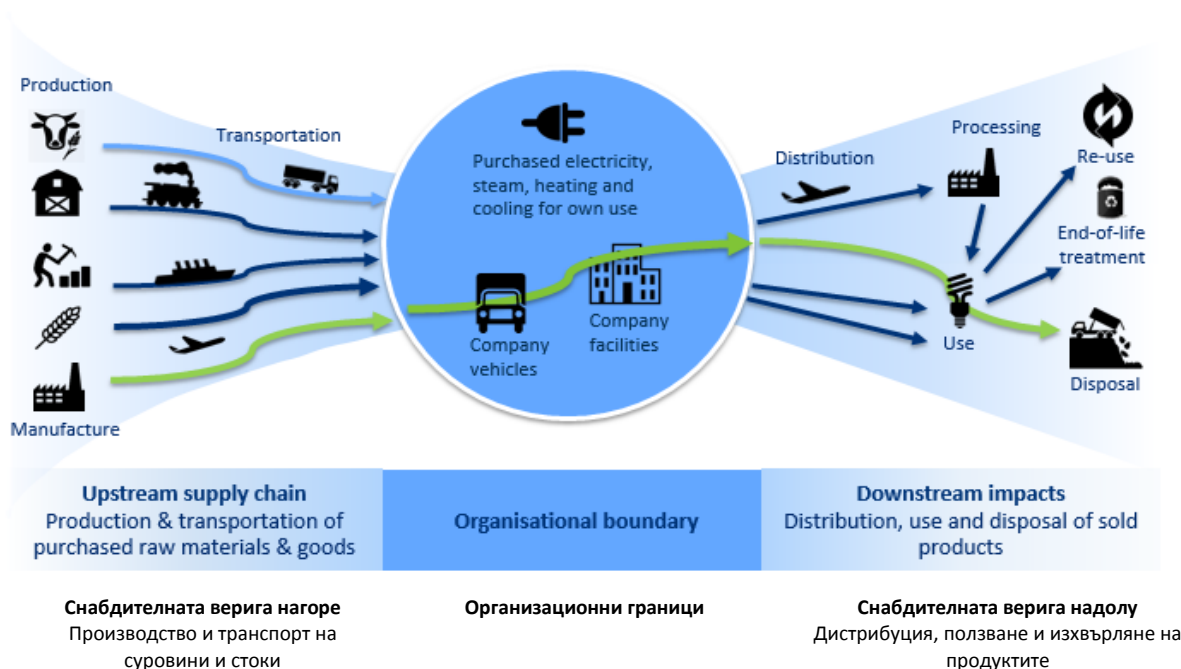 Production
Transportation
Manufacture
Purchased electricity,
steam, heating and
cooling for own use
Company
vehicles
Company
facilities
Distribution
Processing
Use
Re-use
End-of-life
treatment
Disposal
Upstream supply chain
Production & transportation of
purchased raw materials & goods
Organisational boundary
Downstream impacts
Distribution, use and disposal of sold
products
Снабдителната верига нагоре
Производство и транспорт на
суровини и стоки
Организационни граници
Снабдителната верига надолу
Дистрибуция, ползване и изхвърляне на
продуктите